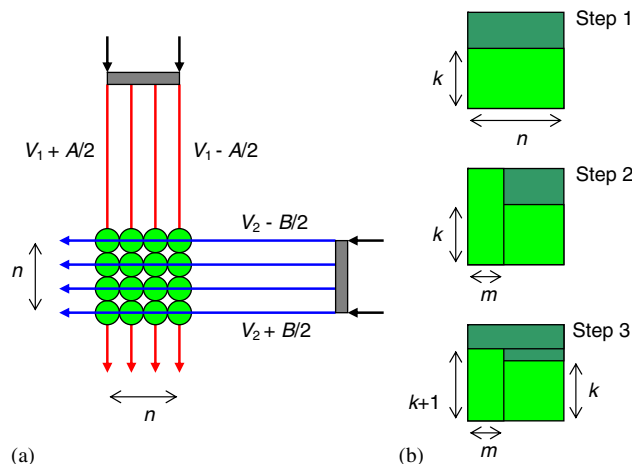 V₁ + A/2
V₁ - A/2
V₂ - B/2
n
V₂ + B/2
n
(a)
Step 1
k
n
Step 2
k
m
Step 3
k+1
k
m
(b)